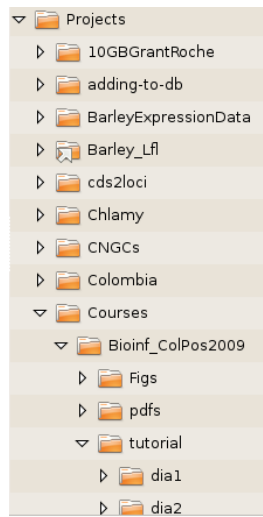 Projects
10GBGrantRoche
adding-to-db
BarleyExpressionData
Barley_Lfl
cds2loci
Chlamy
CNGCs
Colombia
Courses
Bioinf_ColPos2009
Figs
pdfs
tutorial
dia1
dia2